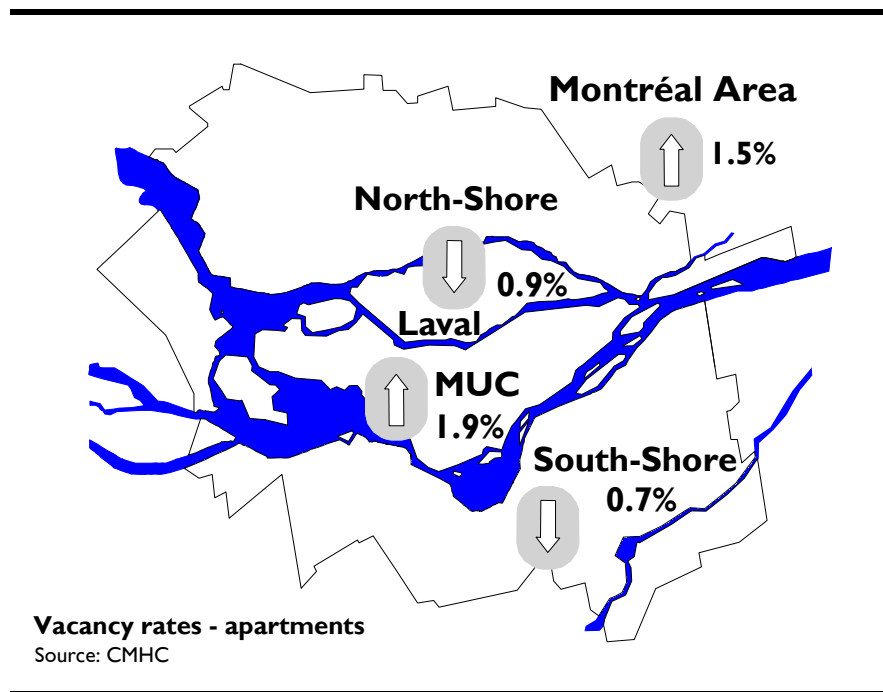 Montréal Area
1.5%
North-Shore
0.9%
Laval
MUC
1.9%
South-Shore
0.7%
Vacancy rates - apartments
Source: CMHC